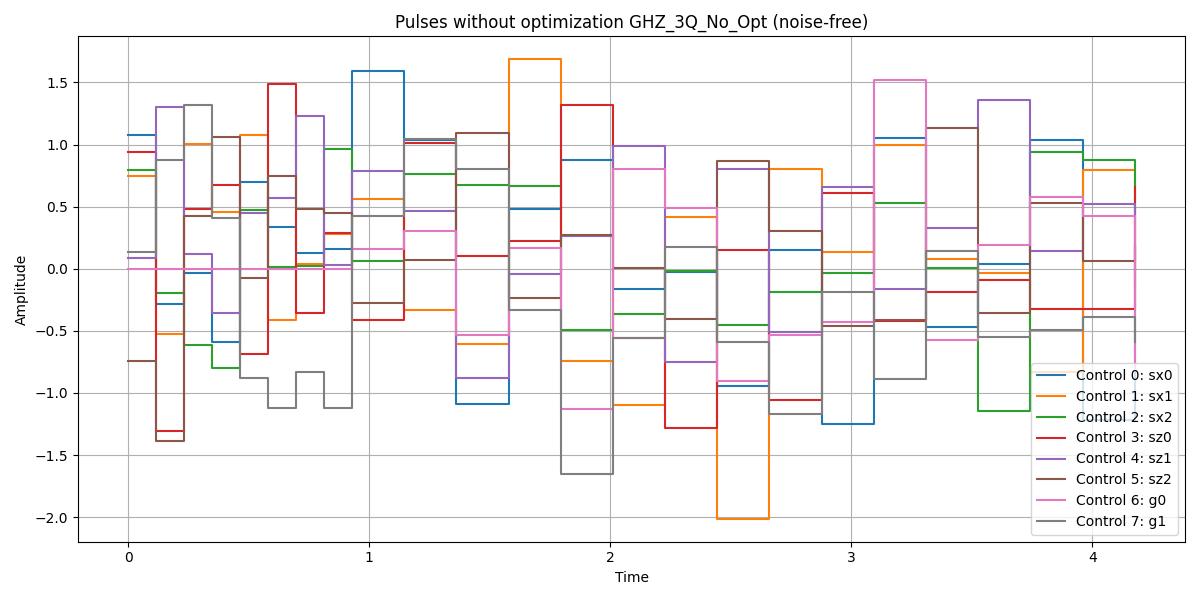 Pulses without optimization GHZ_3Q_No_Opt (noise-free)
Amplitude
1.5
1.0
0.5
0.0
−0.5
−1.0
−1.5
−2.0
Control 0: sx0
Control 1: sx1
Control 2: sx2
Control 3: sz0
Control 4: sz1
Control 5: sz2
Control 6: g0
Control 7: g1
0 1 2 3 4
Time